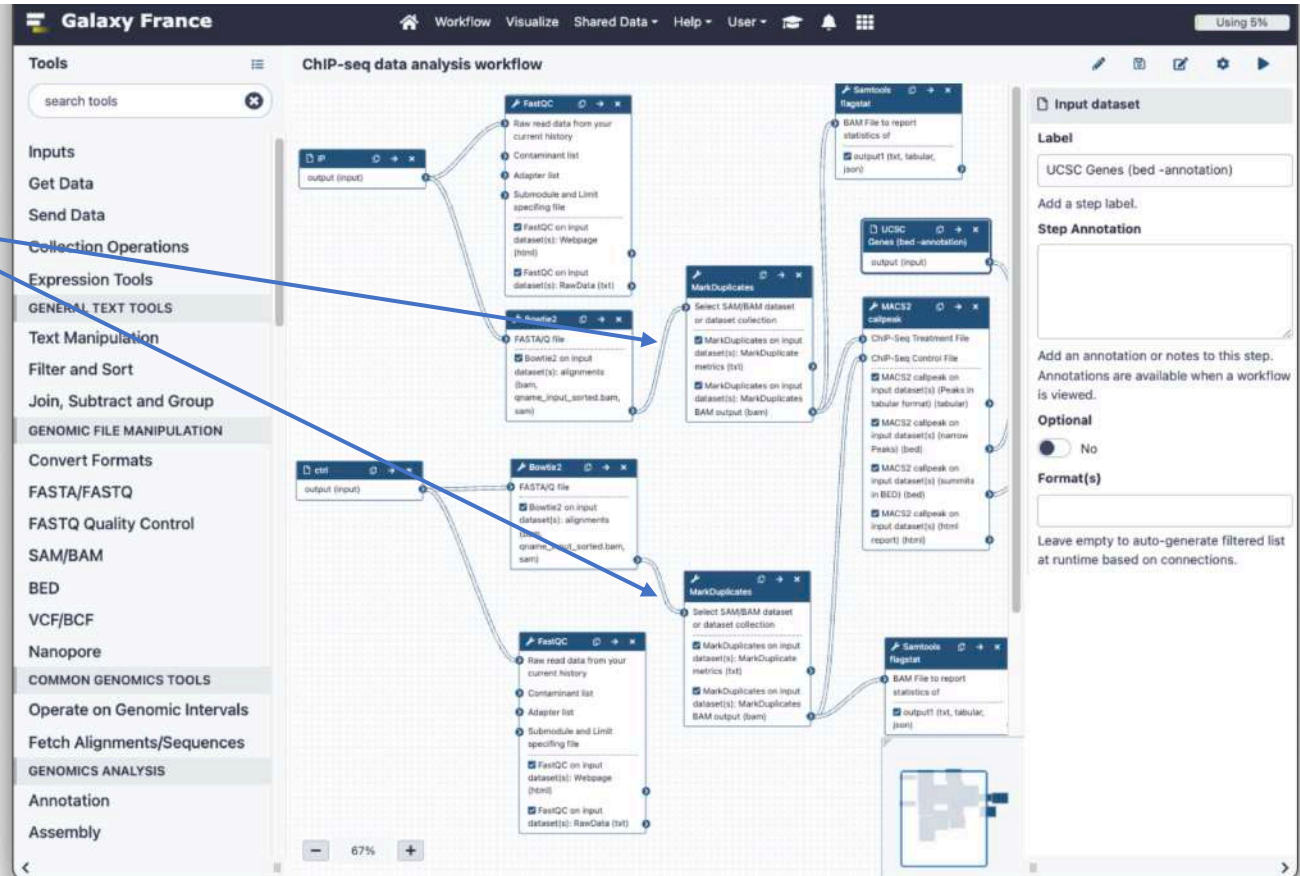 Galaxy France
Workflow Visualize Shared Data Help User
Using 5%
Tools
search tools
Inputs
Get Data
Send Data
Collection Operations
Expression Tools
GENERAL TEXT TOOLS
Text Manipulation
Filter and Sort
Join, Subtract and Group
GENOMIC FILE MANIPULATION
Convert Formats
FASTA/FASTQ
FASTQ Quality Control
SAM/BAM
BED
VCF/BCF
Nanopore
COMMON GENOMICS TOOLS
Operate on Genomic Intervals
Fetch Alignments/Sequences
GENOMICS ANALYSIS
Annotation
Assembly
ChIP-seq data analysis workflow
IP
output (input)
FastQC
Raw read data from your
current history
Contaminant list
Adapter list
Submodule and Limit
specifing file
FastQC on input
dataset(s): Webpage
(html)
FastQC on input
dataset(s): RawData (txt)
Bowtie2
FASTA/Q file
Bowtie2 on input
dataset(s): alignments
(bam,
qname_input_sorted.bam,
sam)
MarkDuplicates
Select SAM/BAM dataset
or dataset collection
MarkDuplicates on input
dataset(s): MarkDuplicate
metrics (txt)
MarkDuplicates on input
dataset(s): MarkDuplicates
BAM output (bam)
Samtools
flagstat
BAM File to report
statistics of
output1 (txt, tabular,
json)
UCSC
Genes (bed -annotation)
output (input)
MACS2
callpeak
ChIP-Seq Treatment File
ChIP-Seq Control File
MACS2 callpeak on
input dataset(s) (Peaks in
tabular format) (tabular)
MACS2 callpeak on
input dataset(s) (narrow
Peaks) (bed)
MACS2 callpeak on
input dataset(s) (summits
in BED) (bed)
MACS2 callpeak on
input dataset(s) (html
report) (html)
ctrl
output (input)
Bowtie2
FASTA/Q file
Bowtie2 on input
dataset(s): alignments
(bam,
qname_input_sorted.bam,
sam)
FastQC
Raw read data from your
current history
Contaminant list
Adapter list
Submodule and Limit
specifing file
FastQC on input
dataset(s): Webpage
(html)
FastQC on input
dataset(s): RawData (txt)
MarkDuplicates
Select SAM/BAM dataset
or dataset collection
MarkDuplicates on input
dataset(s): MarkDuplicate
metrics (txt)
MarkDuplicates on input
dataset(s): MarkDuplicates
BAM output (bam)
Samtools
flagstat
BAM File to report
statistics of
output1 (txt, tabular,
json)
67%
Input dataset
Label
UCSC Genes (bed -annotation)
Add a step label.
Step Annotation
Add an annotation or notes to this step.
Annotations are available when a workflow
is viewed.
Optional
No
Format(s)
Leave empty to auto-generate filtered list
at runtime based on connections.